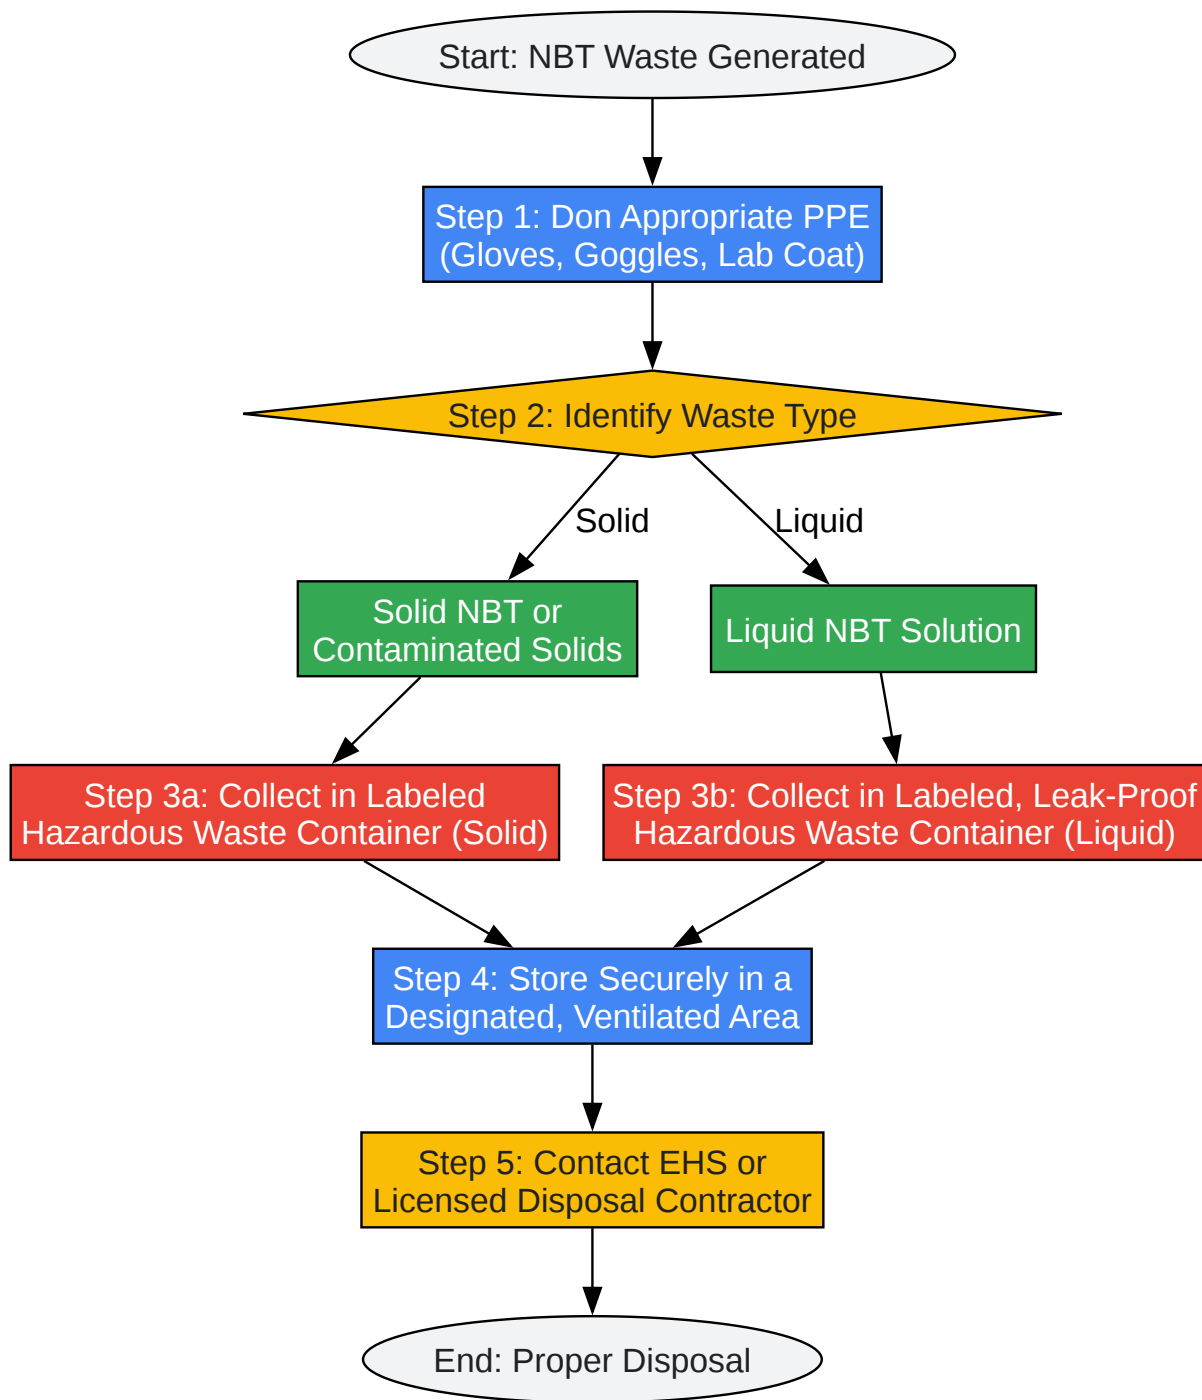 Start: NBT Waste Generated
Step 1: Don Appropriate PPE
(Gloves, Goggles, Lab Coat)
Step 2: Identify Waste Type
Solid
Liquid
Solid NBT or
Contaminated Solids
Liquid NBT Solution
Step 3a: Collect in Labeled
Hazardous Waste Container (Solid)
Step 3b: Collect in Labeled, Leak-Proof
Hazardous Waste Container (Liquid)
Step 4: Store Securely in a
Designated, Ventilated Area
Step 5: Contact EHS or
Licensed Disposal Contractor
End: Proper Disposal